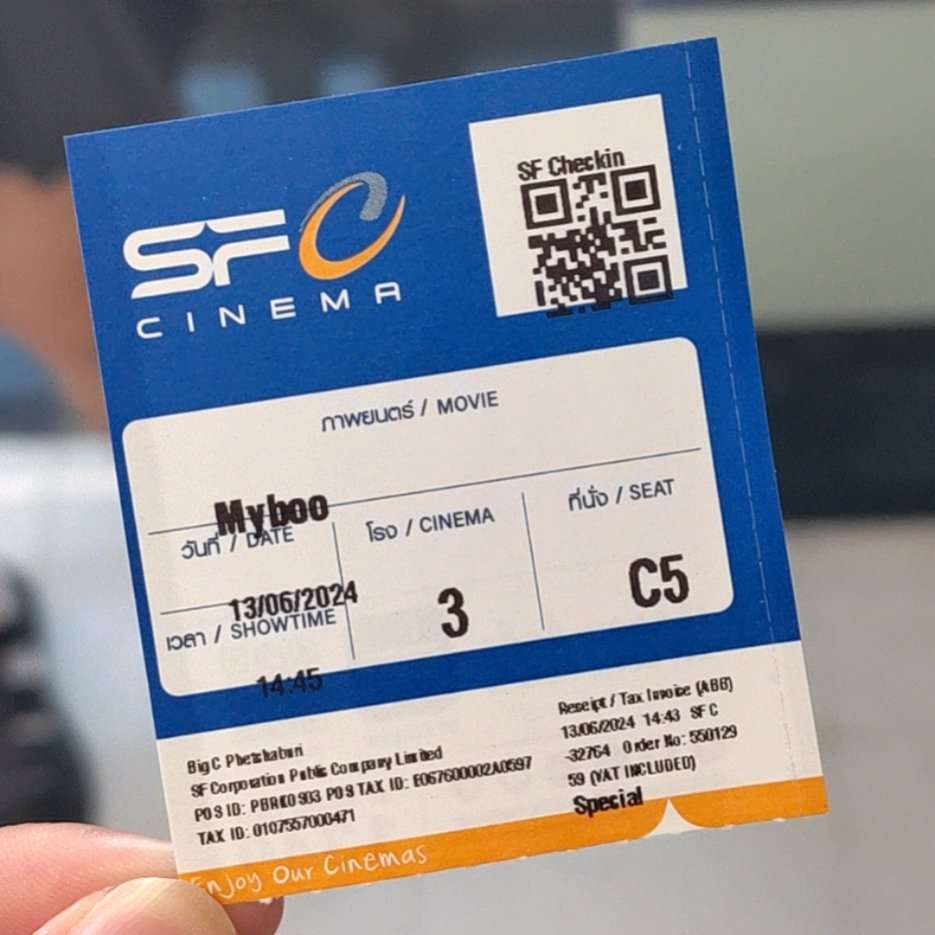 SF Checkin
SFC
CINEMA
ภาพยนตร์ / MOVIE
Myboo
วันที่ / DATE
โรง / CINEMA
ที่นั่ง / SEAT
13/06/2024
3
C5
เวลา / SHOWTIME
14:45
Big C Phetchaburi
SF Corporation Public Company Limited
POS ID: PBRK0903 POS TAX ID: E067600002A0597
TAX ID: 0107557000471
Receipt / Tax Invoice (ABB)
13/06/2024 14:43 SFC
-32764 Order No: 550129
59 (VAT INCLUDED)
Special
Enjoy Our Cinemas